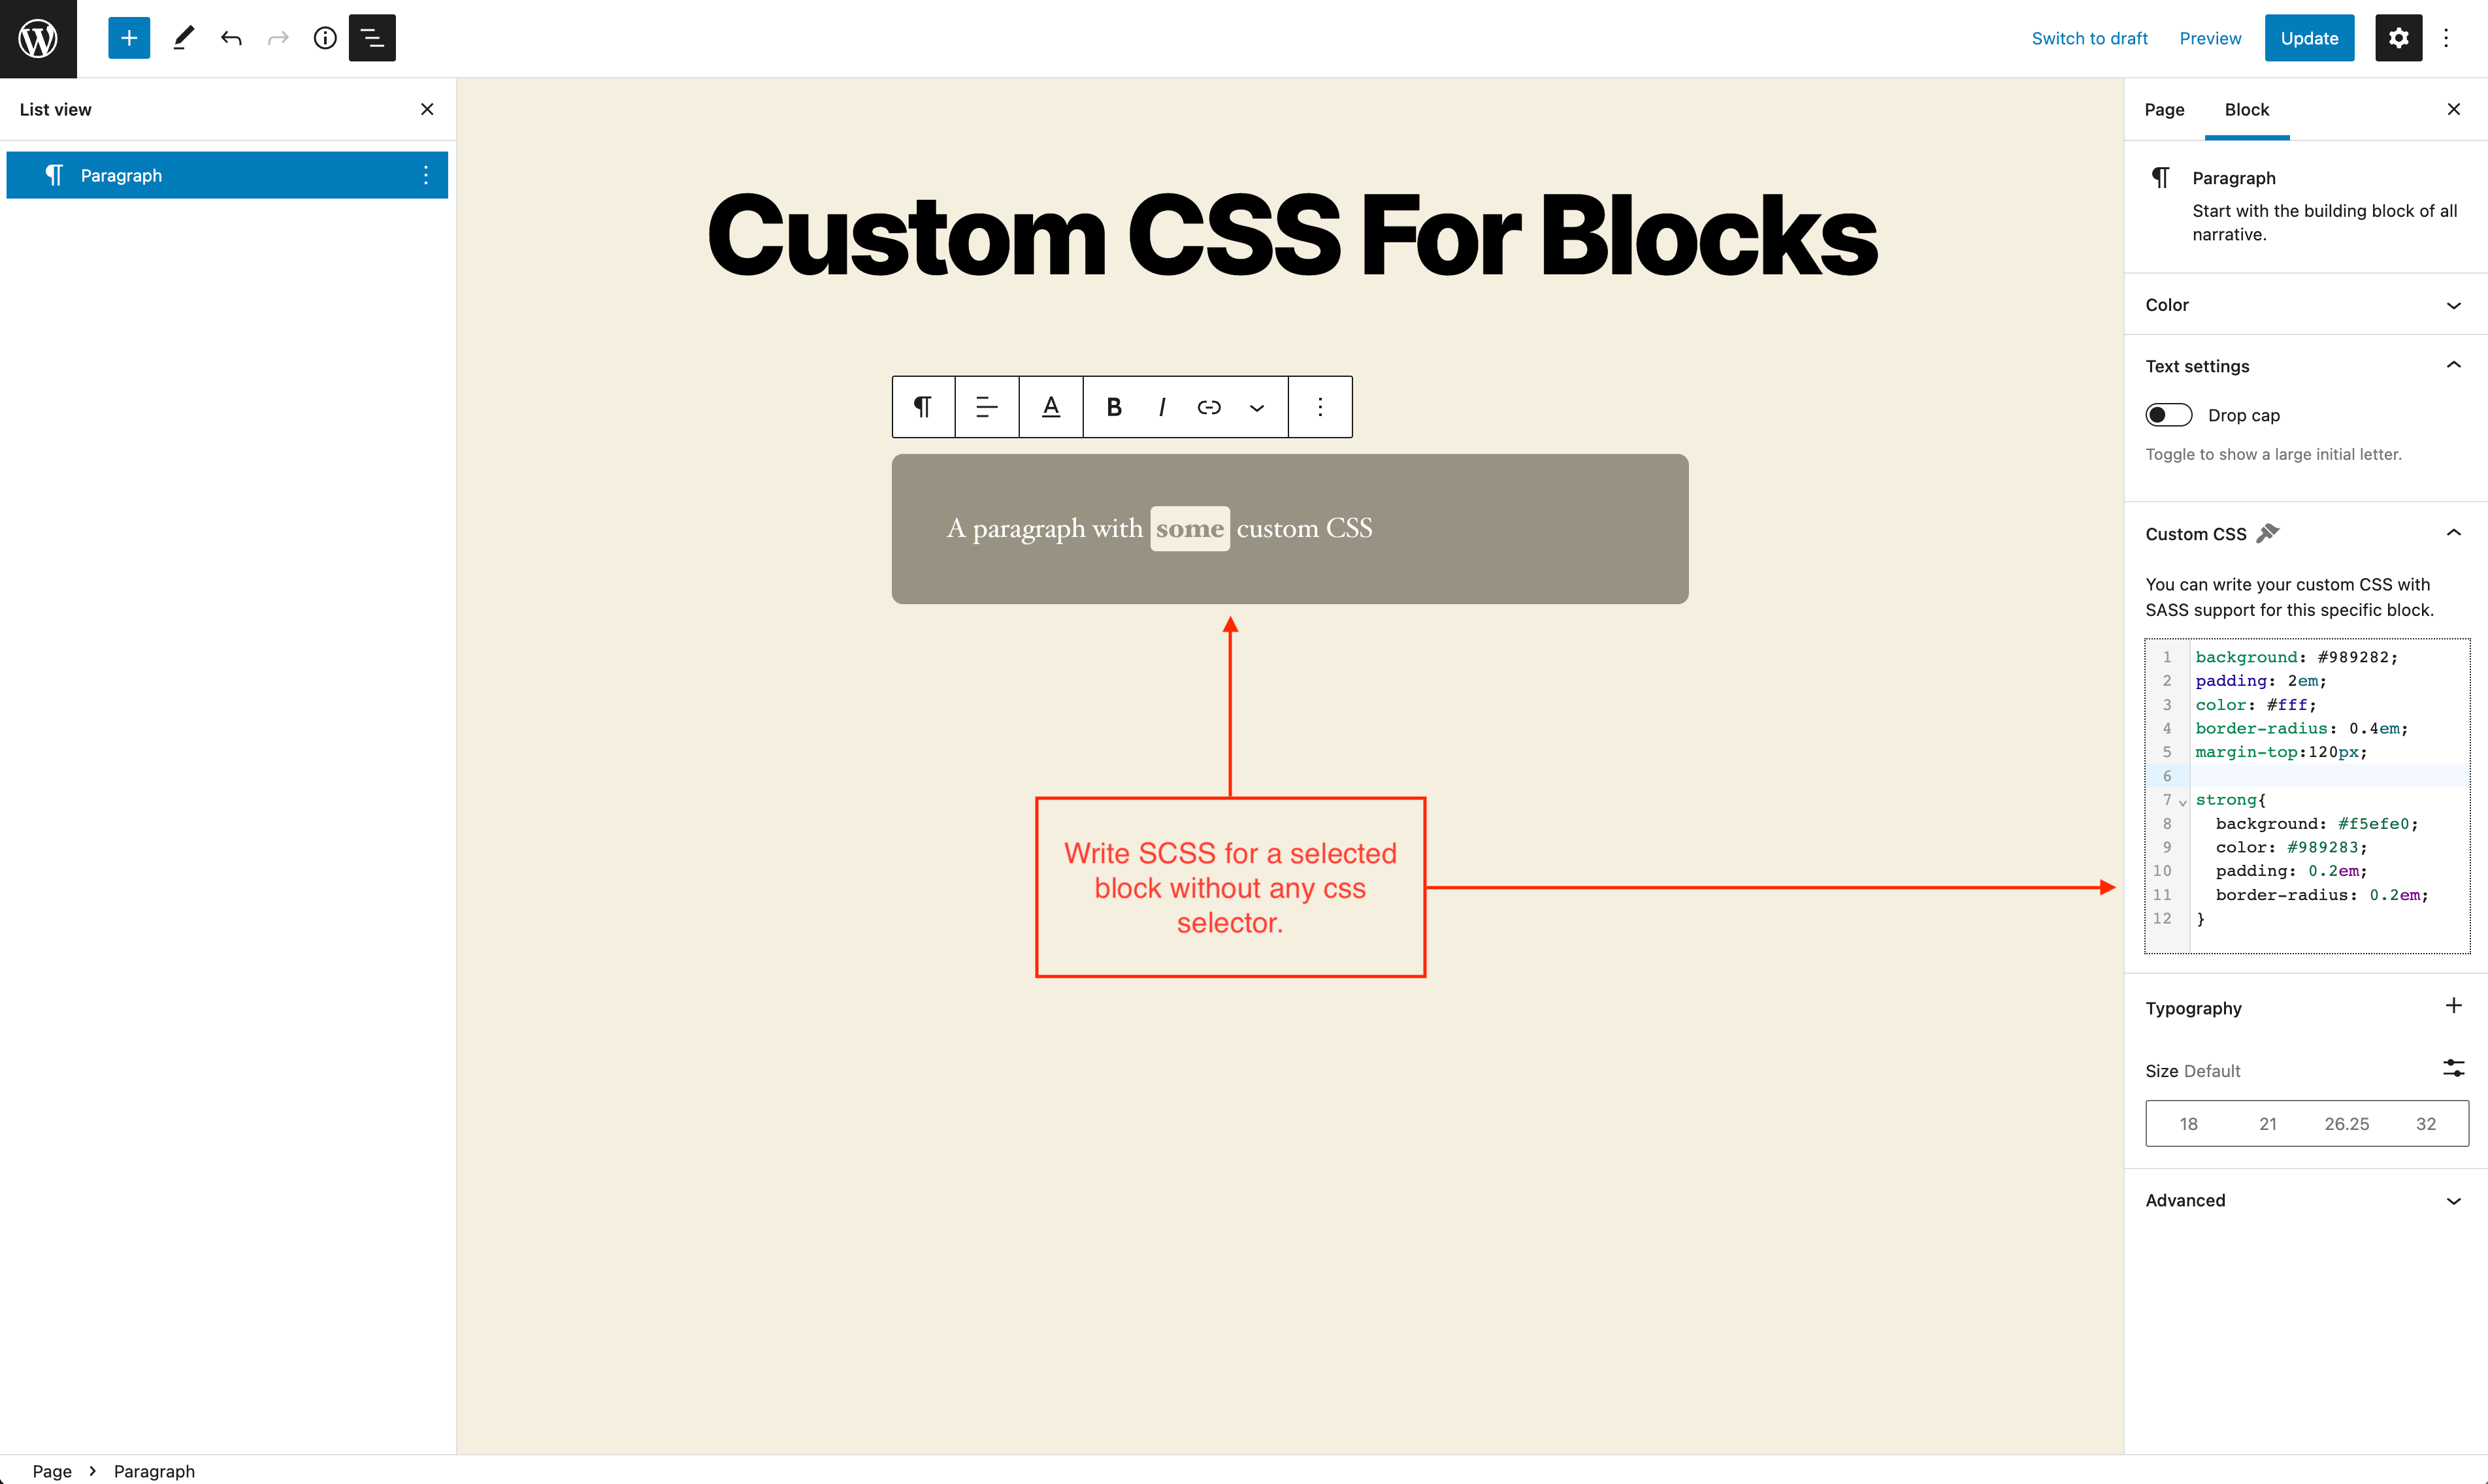 Switch to draft Preview Update
List view
Paragraph
Custom CSS For Blocks
A B I
A paragraph with some custom CSS
Write SCSS for a selected
block without any css
selector.
Page Block
Paragraph
Start with the building block of all
narrative.
Color
Text settings
Drop cap
Toggle to show a large initial letter.
Custom CSS
You can write your custom CSS with
SASS support for this specific block.
1 background: #989282;
2 padding: 2em;
3 color: #fff;
4 border-radius: 0.4em;
5 margin-top:120px;
6
7 strong{
8 background: #f5efe0;
9 color: #989283;
10 padding: 0.2em;
11 border-radius: 0.2em;
12 }
Typography
Size Default
18 21 26.25 32
Advanced
Page › Paragraph